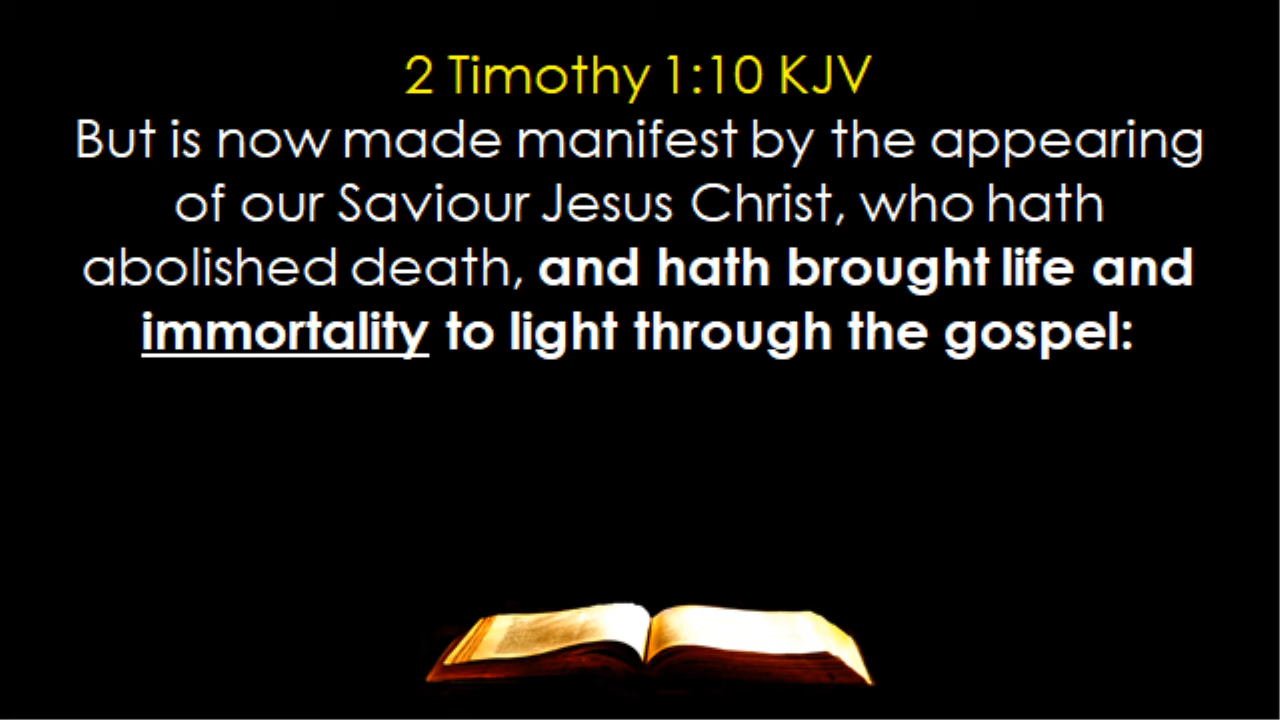 2 Timothy 1:10 KJV
But is now made manifest by the appearing
of our Saviour Jesus Christ, who hath
abolished death, and hath brought life and
immortality to light through the gospel: